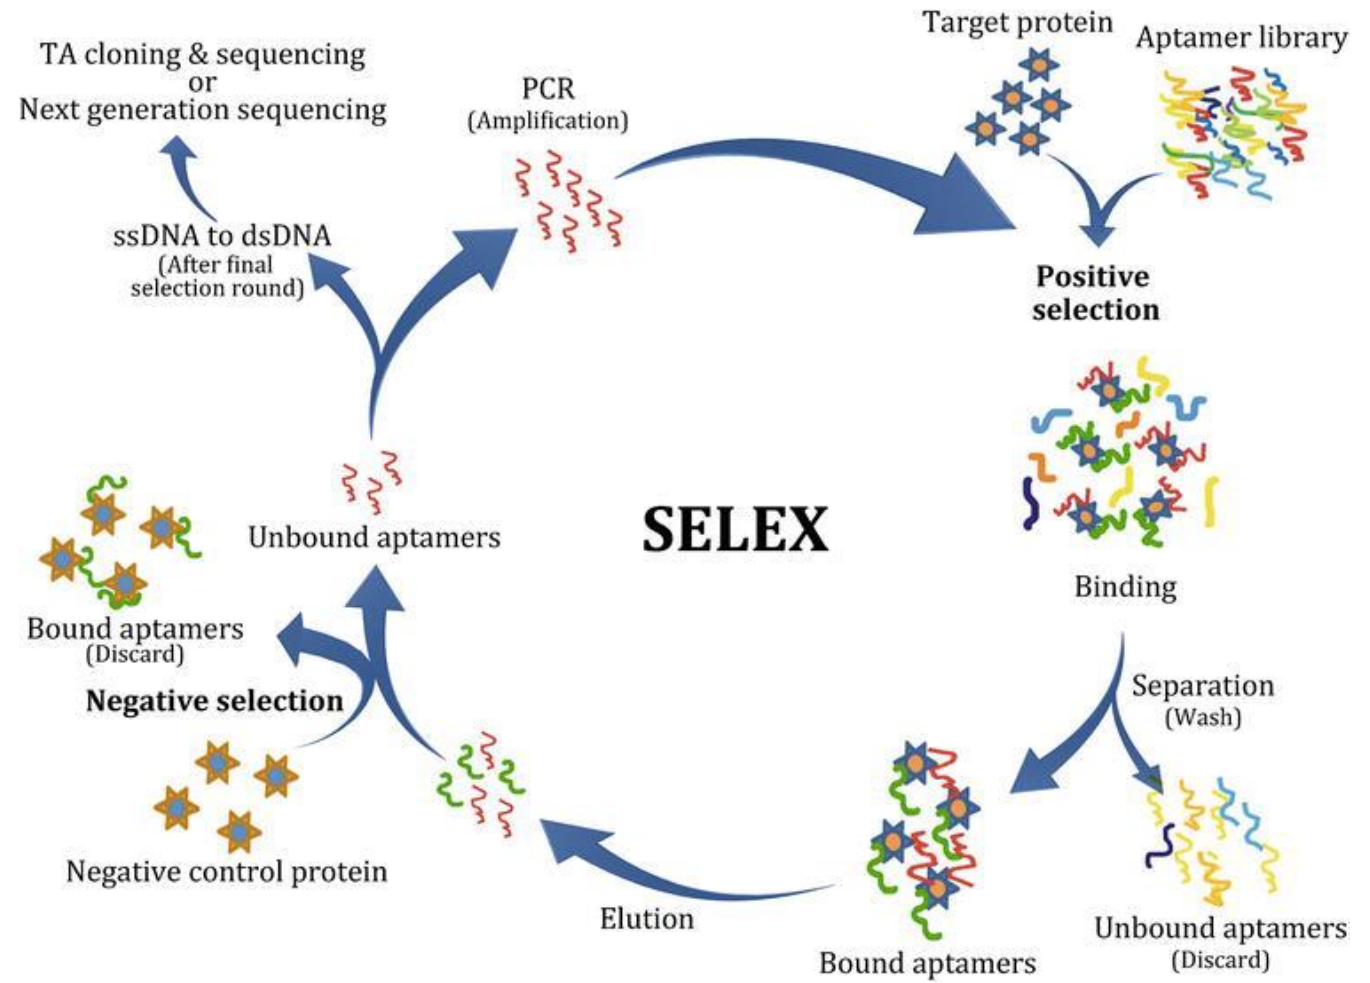 Target protein
Aptamer library
TA cloning & sequencing
or
Next generation sequencing
PCR
(Amplification)
ssDNA to dsDNA
(After final
selection round)
Positive
selection
SELEX
Unbound aptamers
Binding
Bound aptamers
(Discard)
Negative selection
Separation
(Wash)
Negative control protein
Elution
Bound aptamers
Unbound aptamers
(Discard)